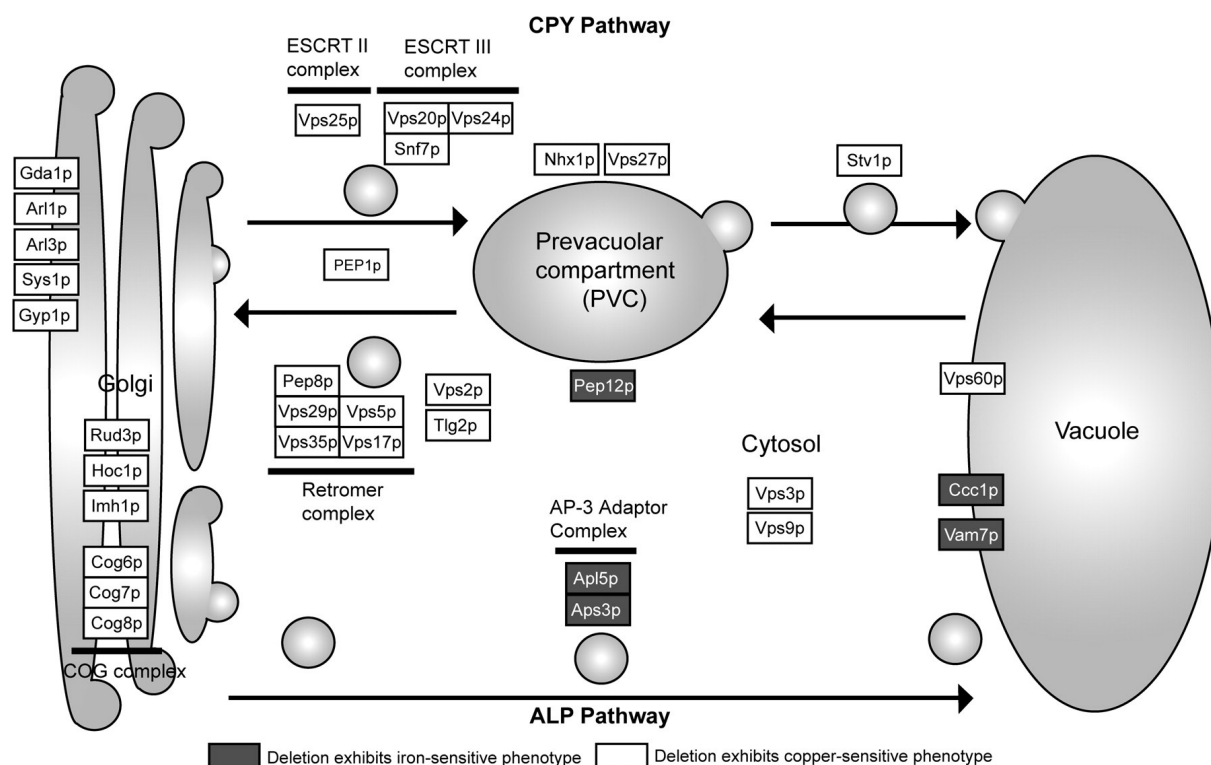 CPY Pathway
ESCRT II
complex
ESCRT III
complex
Vps25p
Vps20p
Vps24p
Snf7p
Nhx1p
Vps27p
Stv1p
Gda1p
Arl1p
Arl3p
Sys1p
Gyp1p
PEP1p
Prevacuolar
compartment
(PVC)
Golgi
Pep8p
Vps29p
Vps5p
Vps35p
Vps17p
Retromer
complex
Vps2p
Tlg2p
Pep12p
Vps60p
Vacuole
Rud3p
Hoc1p
Imh1p
Cog6p
Cog7p
Cog8p
COG complex
Cytosol
Vps3p
Vps9p
Ccc1p
Vam7p
AP-3 Adaptor
Complex
Apl5p
Aps3p
ALP Pathway
Deletion exhibits iron-sensitive phenotype
Deletion exhibits copper-sensitive phenotype